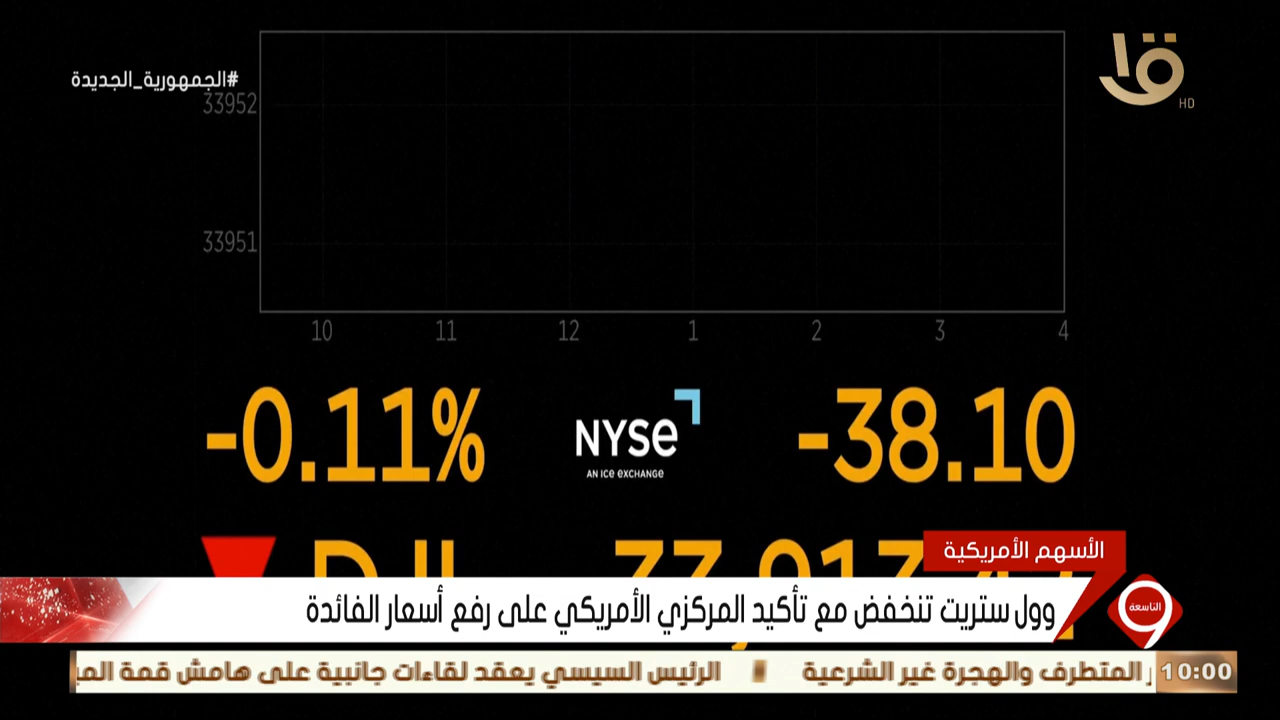 #الجمهورية_الجديدة
HD
33952
33951
10 11 12 1 2 3 4
-0.11% NYSE -38.10
AN ICE EXCHANGE
الأسهم الأمريكية
وول ستريت تنخفض مع تأكيد المركزي الأمريكي على رفع أسعار الفائدة
التاسعة
9
المتطرف والهجرة غير الشرعية
الرئيس السيسي يعقد لقاءات جانبية على هامش قمة
10:00